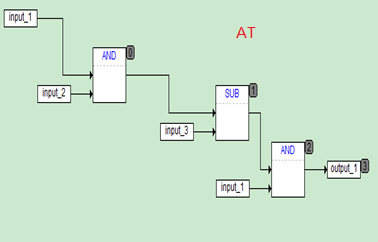 input_1
AT
AND 0
input_2
SUB 1
input_3
AND 2
output_1 3
input_1